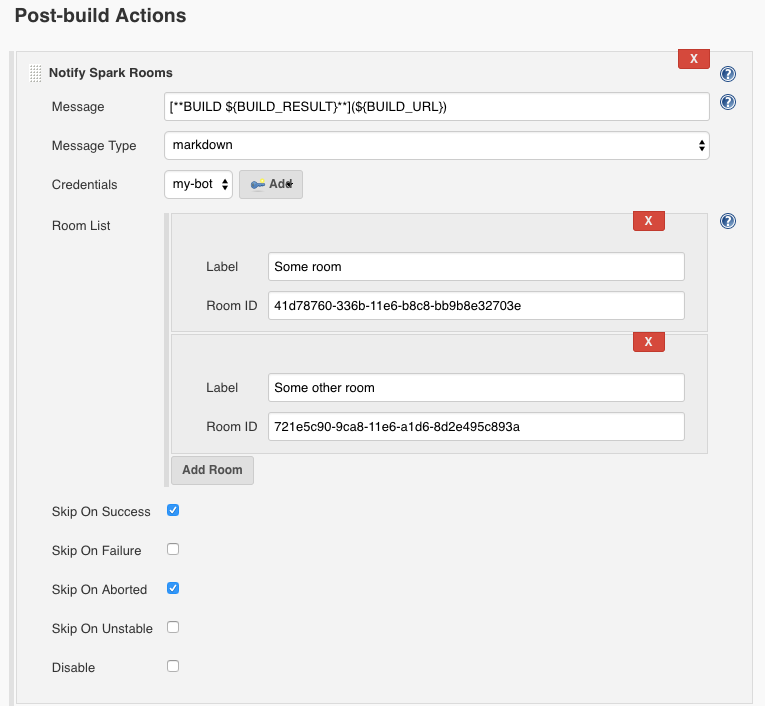 Post-build Actions
X
Notify Spark Rooms
?
Message
[**BUILD ${BUILD_RESULT}**](${BUILD_URL})
?
Message Type
markdown
Credentials
my-bot
Add
Room List
X
?
Label
Some room
Room ID
41d78760-336b-11e6-b8c8-bb9b8e32703e
X
Label
Some other room
Room ID
721e5c90-9ca8-11e6-a1d6-8d2e495c893a
Add Room
Skip On Success
Skip On Failure
Skip On Aborted
Skip On Unstable
Disable